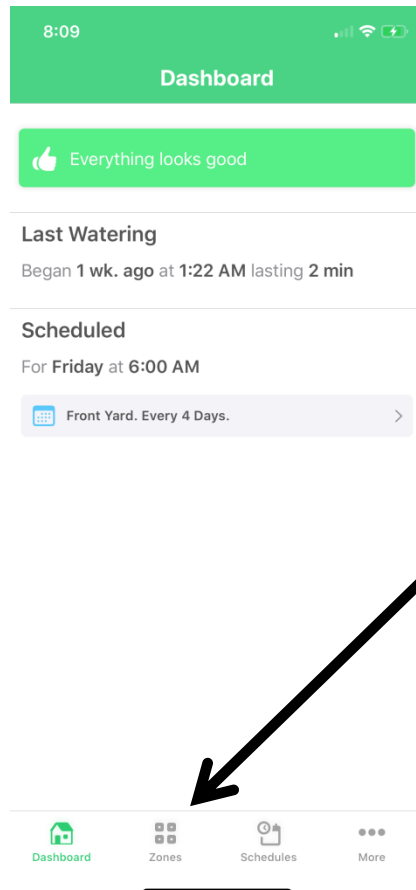 8:09
Dashboard
Everything looks good
Last Watering
Began 1 wk. ago at 1:22 AM lasting 2 min
Scheduled
For Friday at 6:00 AM
Front Yard. Every 4 Days.
Dashboard Zones Schedules More